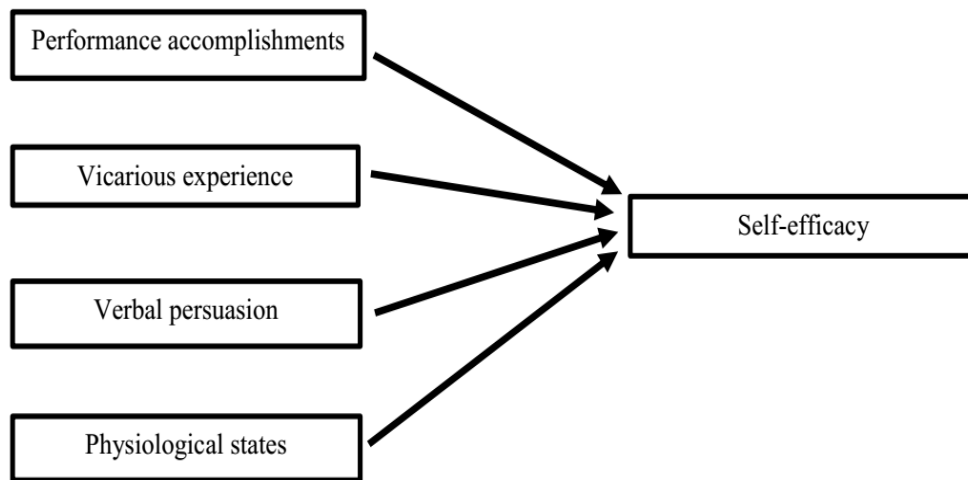 Performance accomplishments
Vicarious experience
Verbal persuasion
Physiological states
Self-efficacy